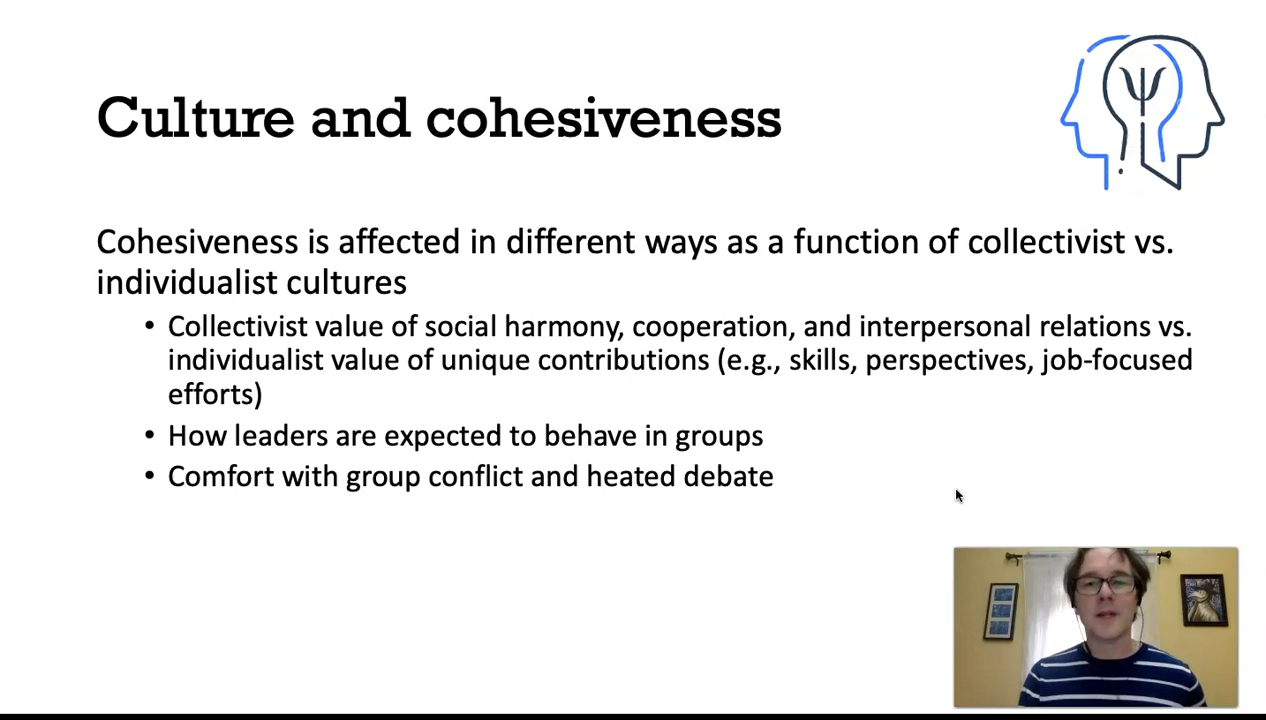 Culture and cohesiveness
Cohesiveness is affected in different ways as a function of collectivist vs.
individualist cultures
• Collectivist value of social harmony, cooperation, and interpersonal relations vs.
individualist value of unique contributions (e.g., skills, perspectives, job-focused
efforts)
• How leaders are expected to behave in groups
• Comfort with group conflict and heated debate